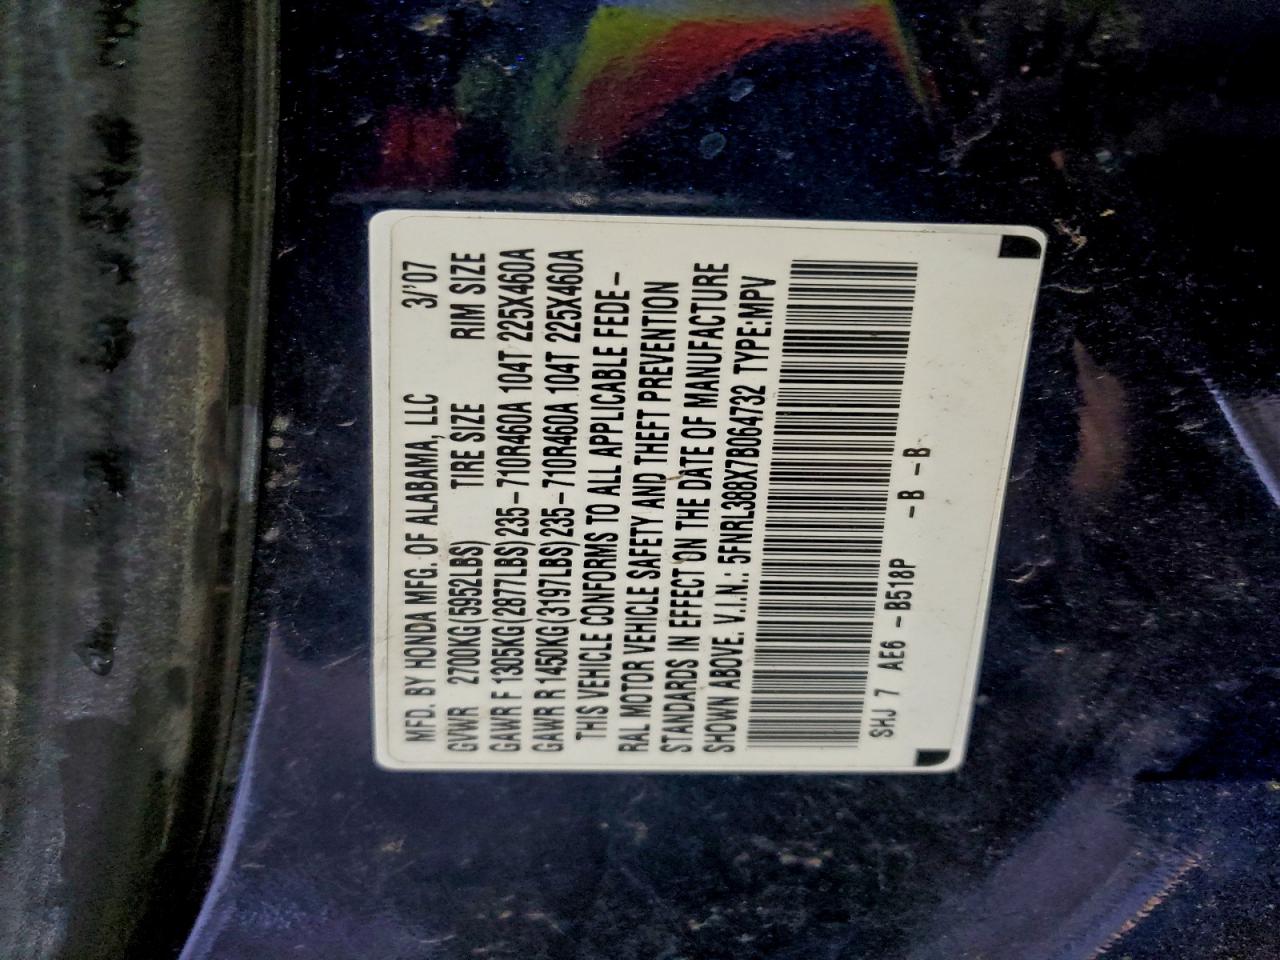 MFD. BY HONDA MFG. OF ALABAMA, LLC 3/'07
GVWR 2700KG(5952LBS) TIRE SIZE RIM SIZE
GAWR F 1305KG(2877LBS)235-710R460A 104T 225X460A
GAWR R 1450KG(3197LBS)235-710R460A 104T 225X460A
THIS VEHICLE CONFORMS TO ALL APPLICABLE FEDE-
RAL MOTOR VEHICLE SAFETY AND THEFT PREVENTION
STANDARDS IN EFFECT ON THE DATE OF MANUFACTURE
SHOWN ABOVE. V.I.N.: 5FNRL388X7B064732 TYPE:MPV
SHJ 7 AE6 -B518P -B -B